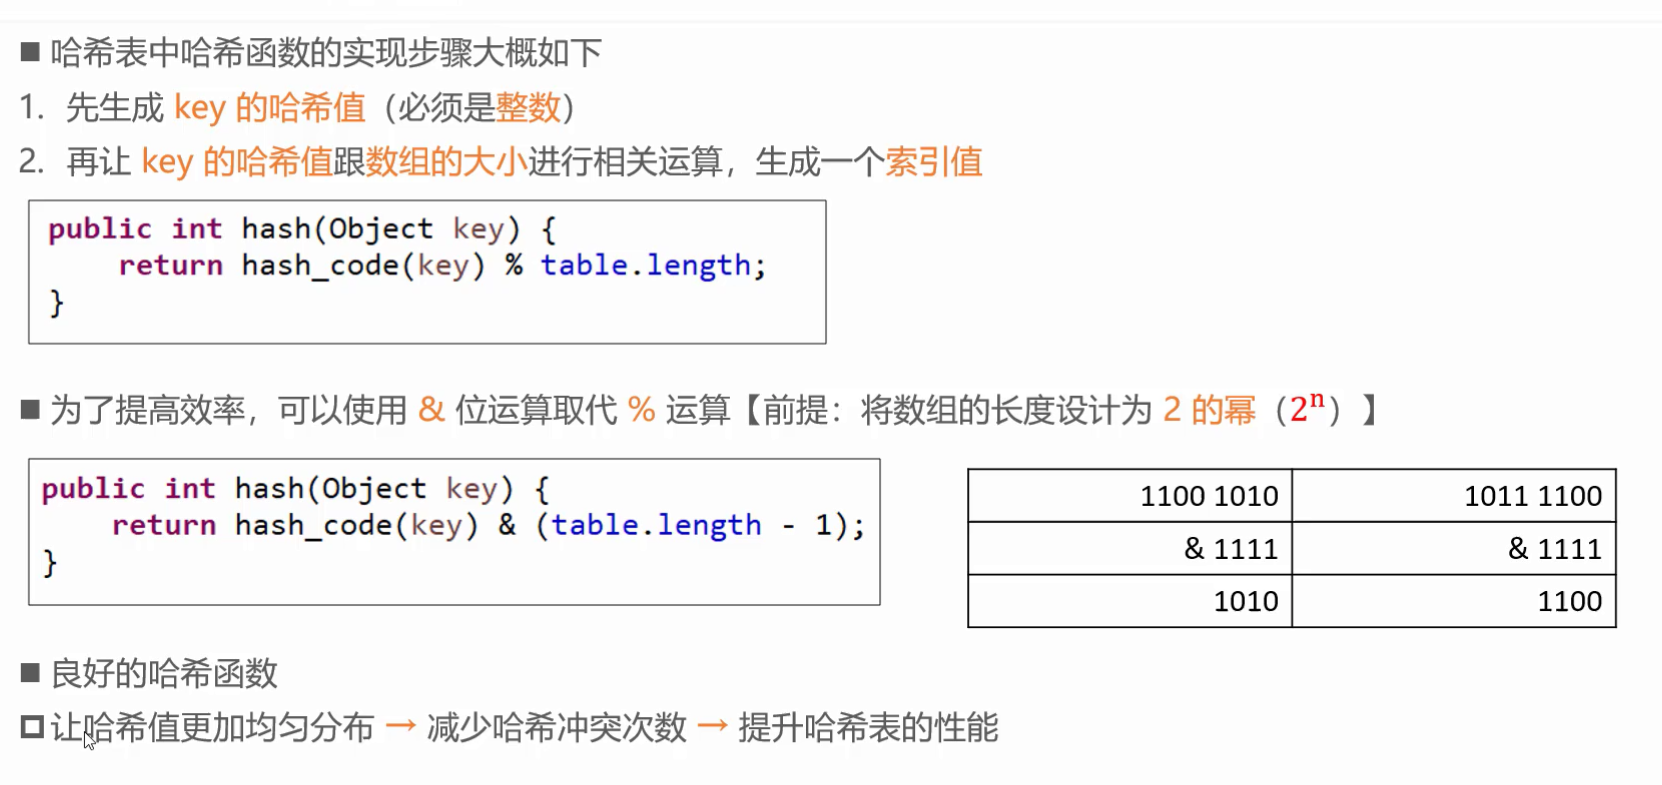 ■ 哈希表中哈希函数的实现步骤大概如下
1. 先生成 key 的哈希值（必须是整数）
2. 再让 key 的哈希值跟数组的大小进行相关运算，生成一个索引值
public int hash(Object key) {
    return hash_code(key) % table.length;
}
■ 为了提高效率，可以使用 & 位运算取代 % 运算【前提：将数组的长度设计为 2 的幂（2ⁿ）】
public int hash(Object key) {
    return hash_code(key) & (table.length - 1);
}
1100 1010 1011 1100
& 1111 & 1111
1010 1100
■ 良好的哈希函数
让哈希值更加均匀分布 → 减少哈希冲突次数 → 提升哈希表的性能